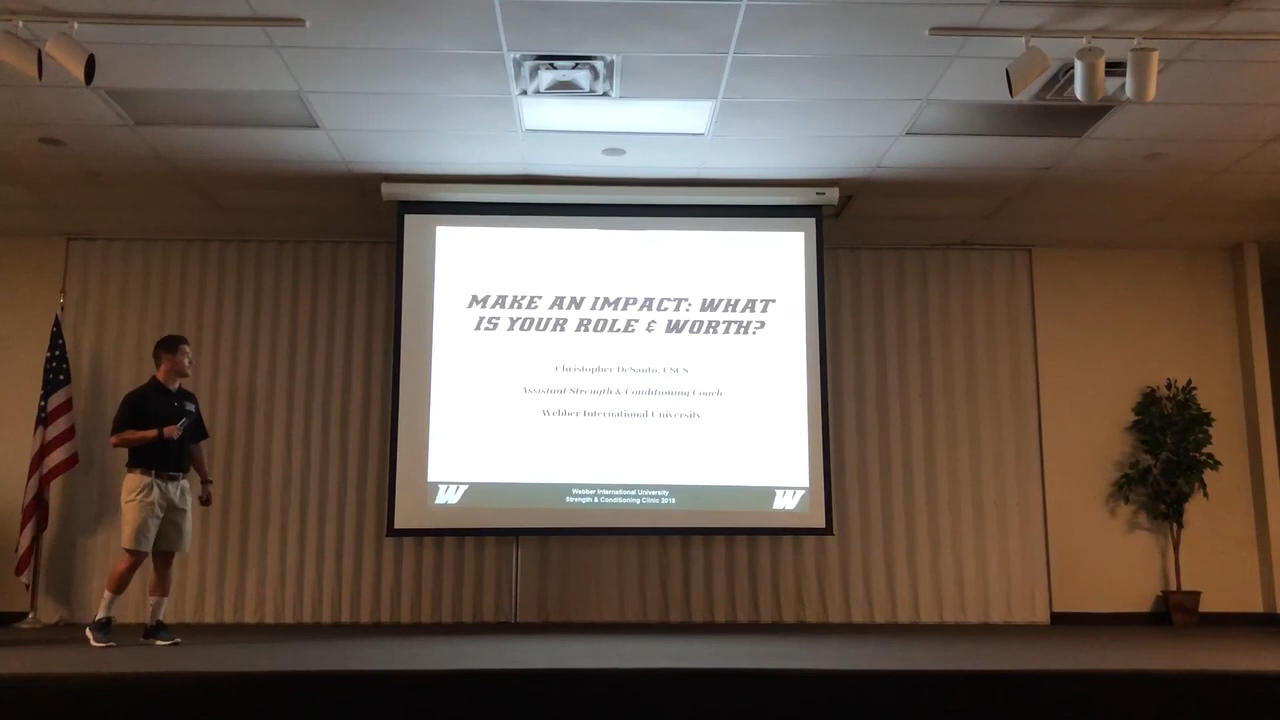 MAKE AN IMPACT: WHAT
IS YOUR ROLE & WORTH?
Christopher DeSanto, CSCS
Assistant Strength & Conditioning Coach
Webber International University
W
Webber International University
Strength & Conditioning Clinic 2018
W